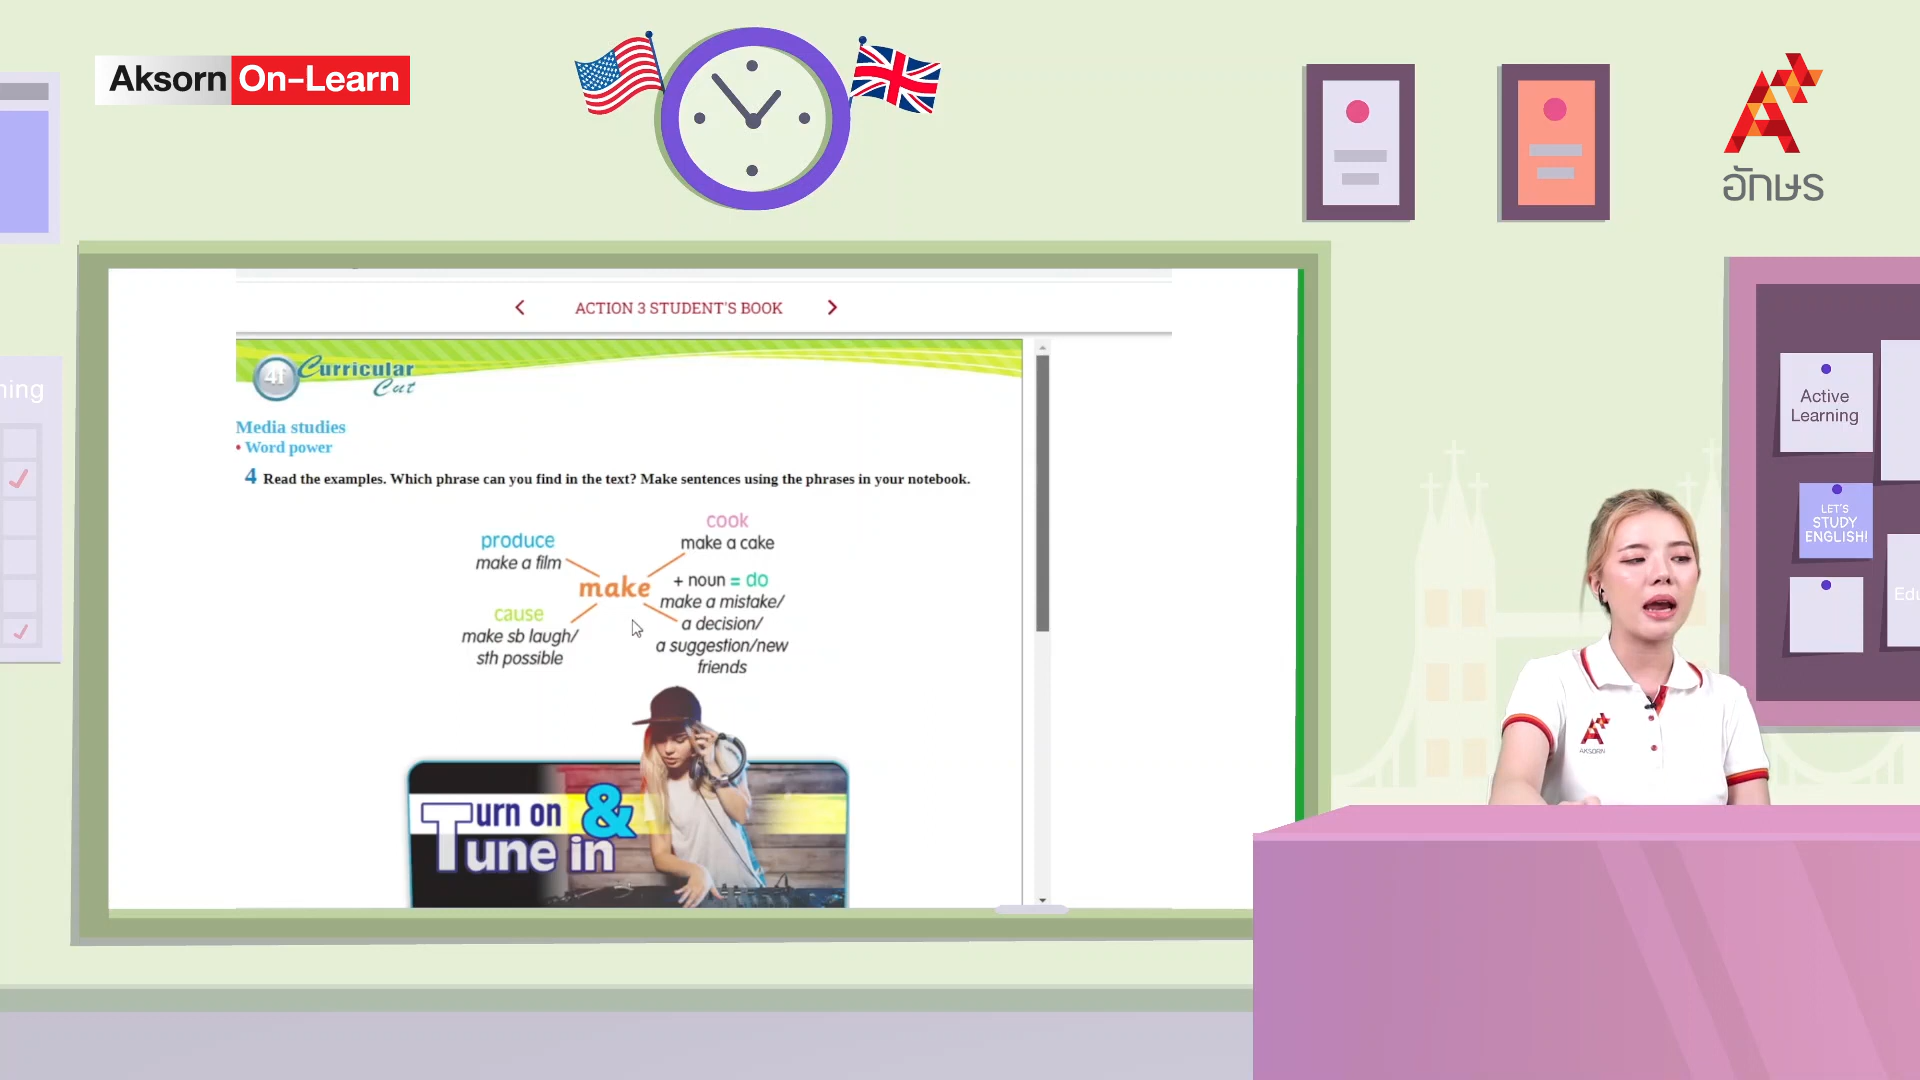 Aksorn On-Learn
อักษร
ning
ACTION 3 STUDENT'S BOOK
4f Curricular
Cut
Media studies
• Word power
4 Read the examples. Which phrase can you find in the text? Make sentences using the phrases in your notebook.
produce
make a film
cook
make a cake
make
+ noun = do
make a mistake/
a decision/
a suggestion/new
friends
cause
make sb laugh/
sth possible
Turn on &
Tune in
Active
Learning
LET'S
STUDY
ENGLISH!
Edu
AKSORN